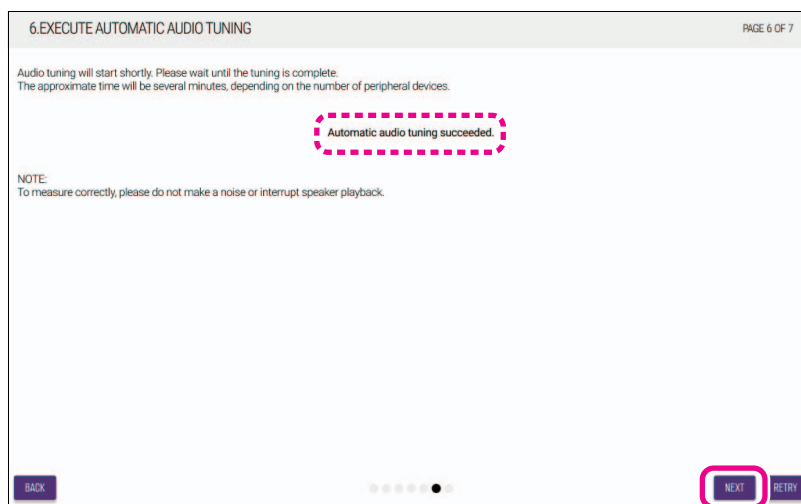 6.EXECUTE AUTOMATIC AUDIO TUNING
PAGE 6 OF 7
Audio tuning will start shortly. Please wait until the tuning is complete.
The approximate time will be several minutes, depending on the number of peripheral devices.
Automatic audio tuning succeeded.
NOTE:
To measure correctly, please do not make a noise or interrupt speaker playback.
BACK
NEXT
RETRY